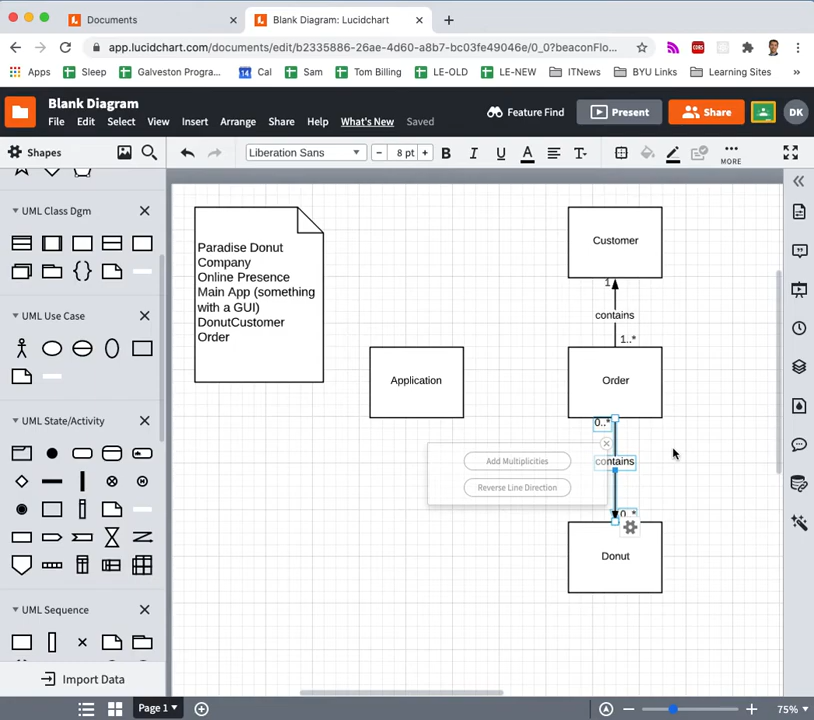 Documents
Blank Diagram: Lucidchart
app.lucidchart.com/documents/edit/b2335886-26ae-4d60-a8b7-bc03fe49046e/0_0?beaconFlo...
Apps
Sleep
Galveston Progra...
Cal
Sam
Tom Billing
LE-OLD
LE-NEW
ITNews
BYU Links
Learning Sites
»
Blank Diagram
File Edit Select View Insert Arrange Share Help What's New Saved
Feature Find
Present
Share
DK
Shapes
Liberation Sans
8 pt
B I U A T
MORE
UML Class Dgm
UML Use Case
UML State/Activity
UML Sequence
Import Data
Paradise Donut
Company
Online Presence
Main App (something
with a GUI)
DonutCustomer
Order
Application
Customer
1
contains
1..*
Order
0..*
contains
0..*
Donut
Add Multiplicities
Reverse Line Direction
Page 1
75%